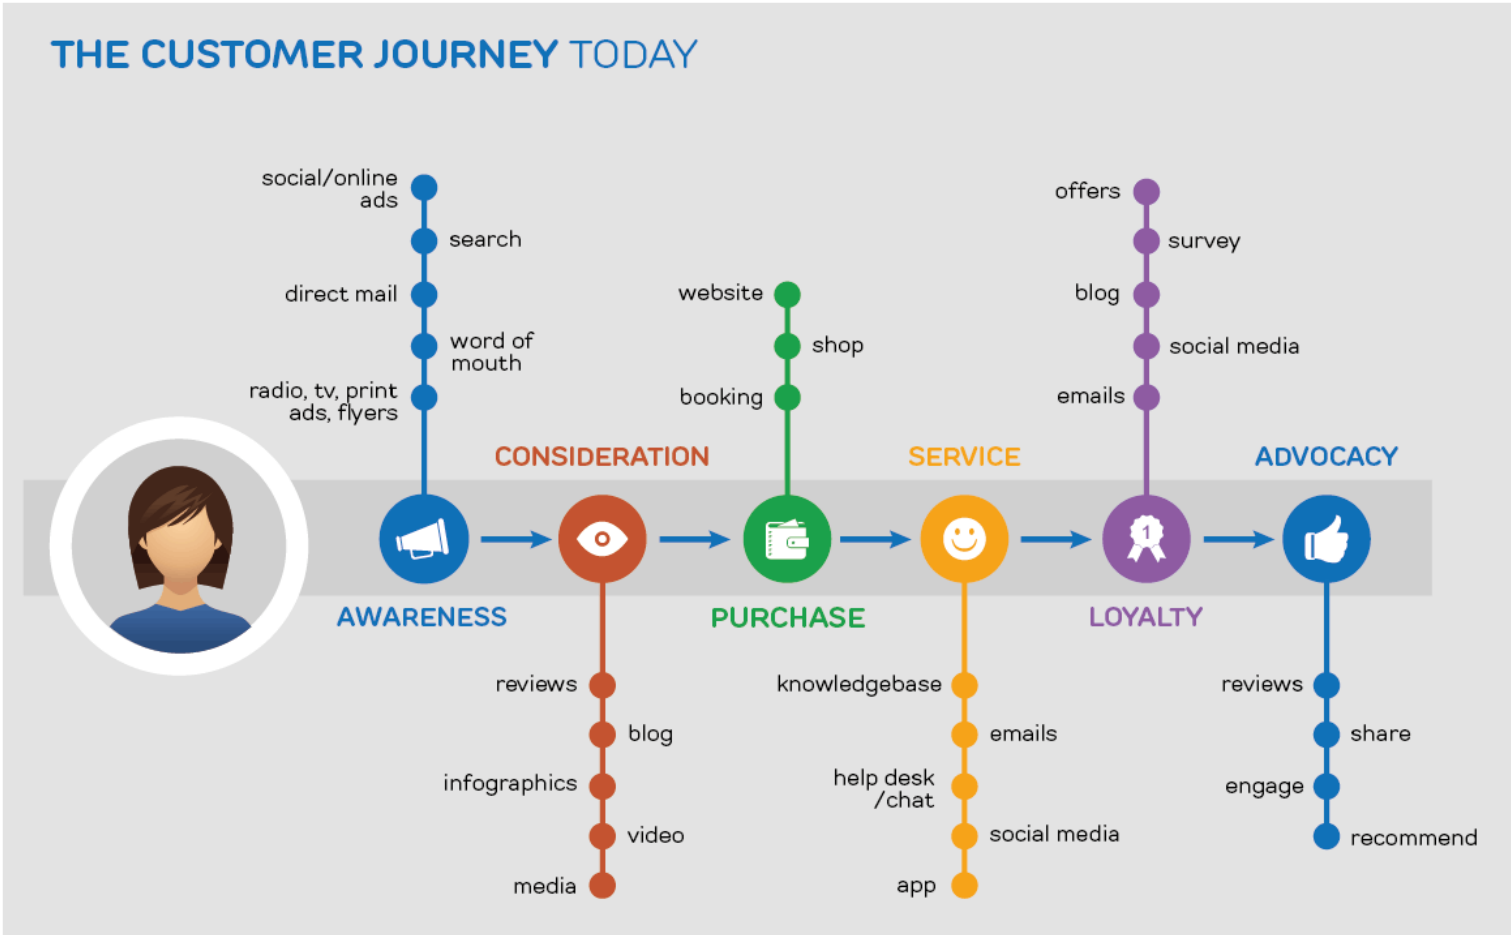 THE CUSTOMER JOURNEY TODAY
social/online
ads
search
direct mail
word of
mouth
radio, tv, print
ads, flyers
AWARENESS
CONSIDERATION
reviews
blog
infographics
video
media
website
shop
booking
PURCHASE
SERVICE
knowledgebase
emails
help desk
/chat
social media
app
offers
survey
blog
social media
emails
1
LOYALTY
ADVOCACY
reviews
share
engage
recommend